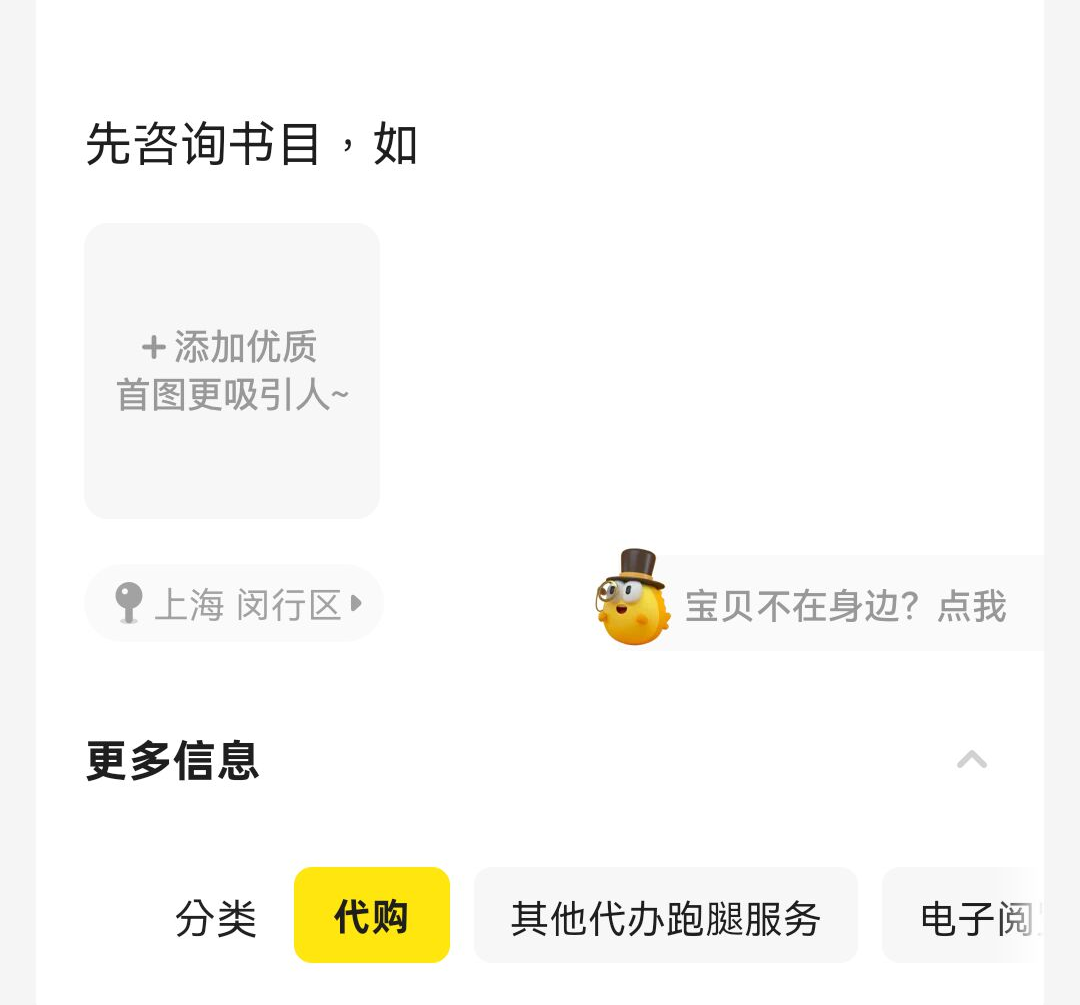 先咨询书目，如
+ 添加优质
首图更吸引人~
上海 闵行区
宝贝不在身边？点我
更多信息
分类 代购 其他代办跑腿服务 电子阅